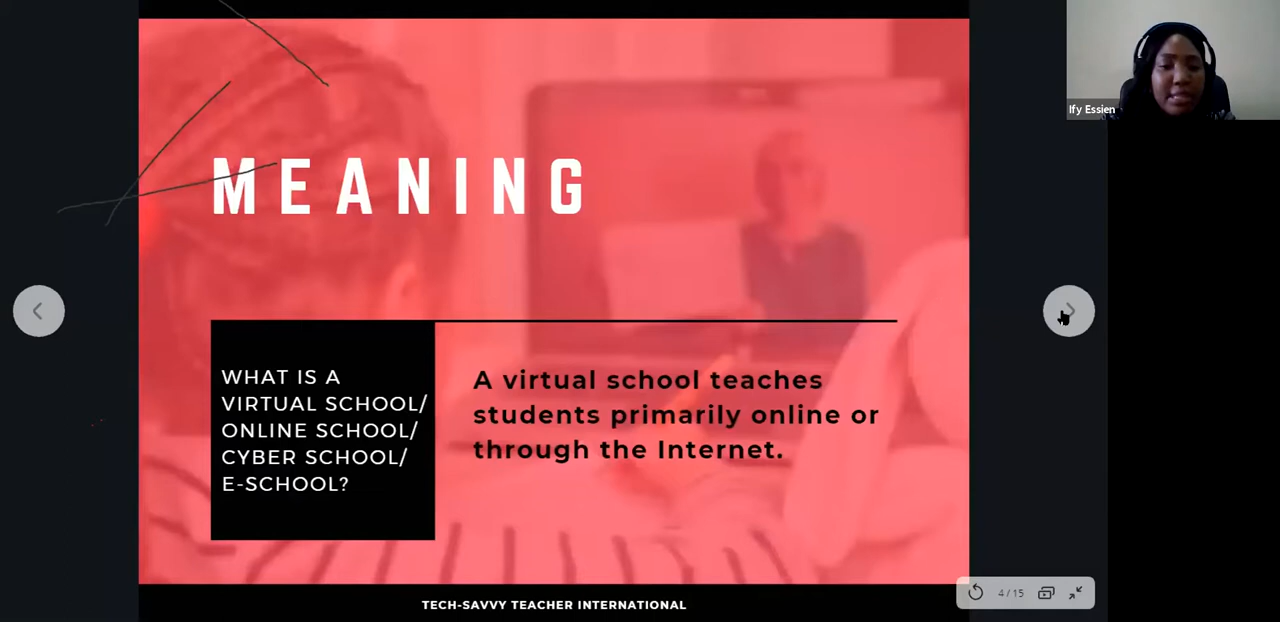 MEANING
Ify Essien
WHAT IS A
VIRTUAL SCHOOL/
ONLINE SCHOOL/
CYBER SCHOOL/
E-SCHOOL?
A virtual school teaches
students primarily online or
through the Internet.
4/15
TECH-SAVVY TEACHER INTERNATIONAL